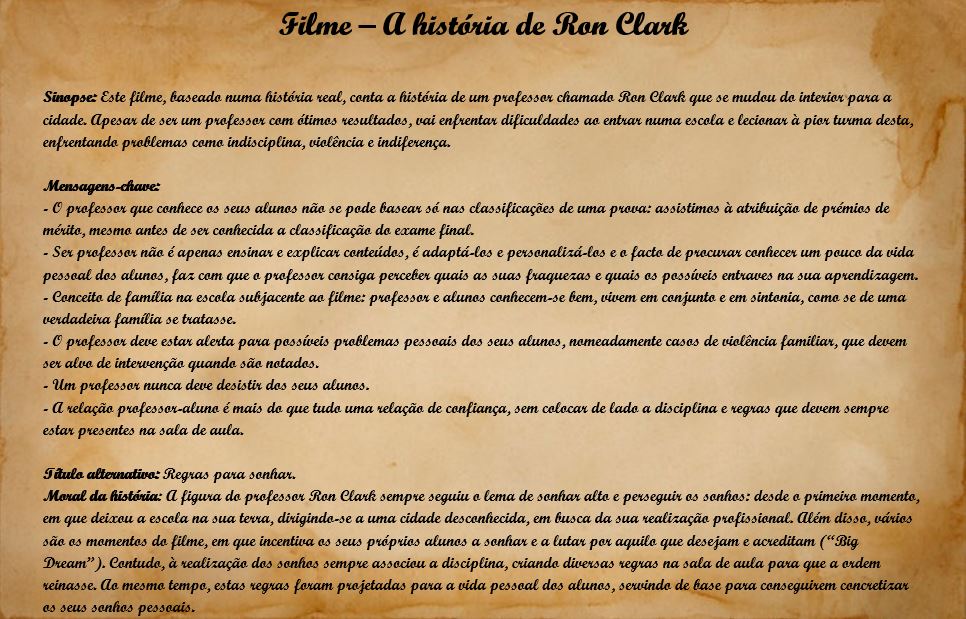 Filme – A história de Ron Clark
Sinopse: Este filme, baseado numa história real, conta a história de um professor chamado Ron Clark que se mudou do interior para a
cidade. Apesar de ser um professor com ótimos resultados, vai enfrentar dificuldades ao entrar numa escola e lecionar à pior turma desta,
enfrentando problemas como indisciplina, violência e indiferença.
Mensagens-chave:
- O professor que conhece os seus alunos não se pode basear só nas classificações de uma prova: assistimos à atribuição de prémios de
mérito, mesmo antes de ser conhecida a classificação do exame final.
- Ser professor não é apenas ensinar e explicar conteúdos, é adaptá-los e personalizá-los e o facto de procurar conhecer um pouco da vida
pessoal dos alunos, faz com que o professor consiga perceber quais as suas fraquezas e quais os possíveis entraves na sua aprendizagem.
- Conceito de família na escola subjacente ao filme: professor e alunos conhecem-se bem, vivem em conjunto e em sintonia, como se de uma
verdadeira família se tratasse.
- O professor deve estar alerta para possíveis problemas pessoais dos seus alunos, nomeadamente casos de violência familiar, que devem
ser alvo de intervenção quando são notados.
- Um professor nunca deve desistir dos seus alunos.
- A relação professor-aluno é mais do que tudo uma relação de confiança, sem colocar de lado a disciplina e regras que devem sempre
estar presentes na sala de aula.
Título alternativo: Regras para sonhar.
Moral da história: A figura do professor Ron Clark sempre seguiu o lema de sonhar alto e perseguir os sonhos: desde o primeiro momento,
em que deixou a escola na sua terra, dirigindo-se a uma cidade desconhecida, em busca da sua realização profissional. Além disso, vários
são os momentos do filme, em que incentiva os seus próprios alunos a sonhar e a lutar por aquilo que desejam e acreditam (“Big
Dream”). Contudo, à realização dos sonhos sempre associou a disciplina, criando diversas regras na sala de aula para que a ordem
reinasse. Ao mesmo tempo, estas regras foram projetadas para a vida pessoal dos alunos, servindo de base para conseguirem concretizar
os seus sonhos pessoais.